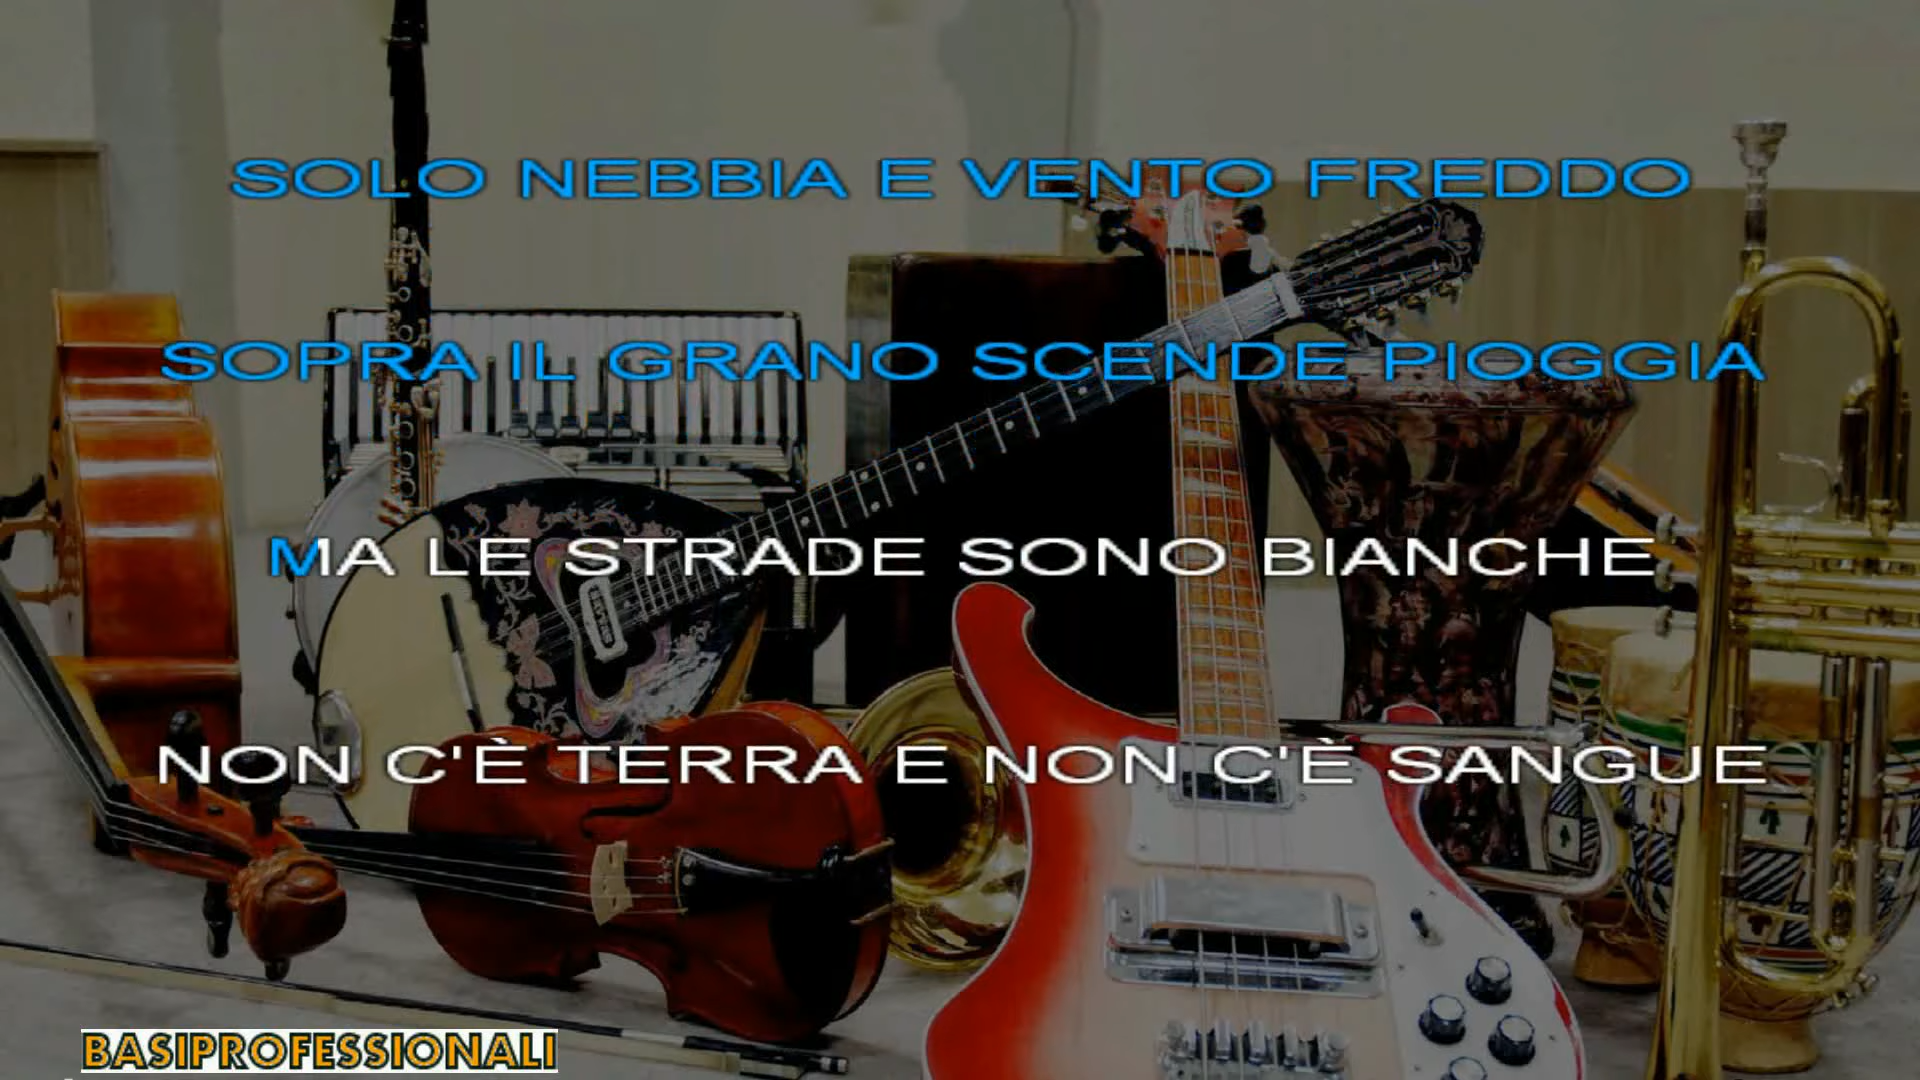 SOLO NEBBIA E VENTO FREDDO
SOPRA IL GRANO SCENDE PIOGGIA
MA LE STRADE SONO BIANCHE
NON C'È TERRA E NON C'È SANGUE
BASIPROFESSIONALI